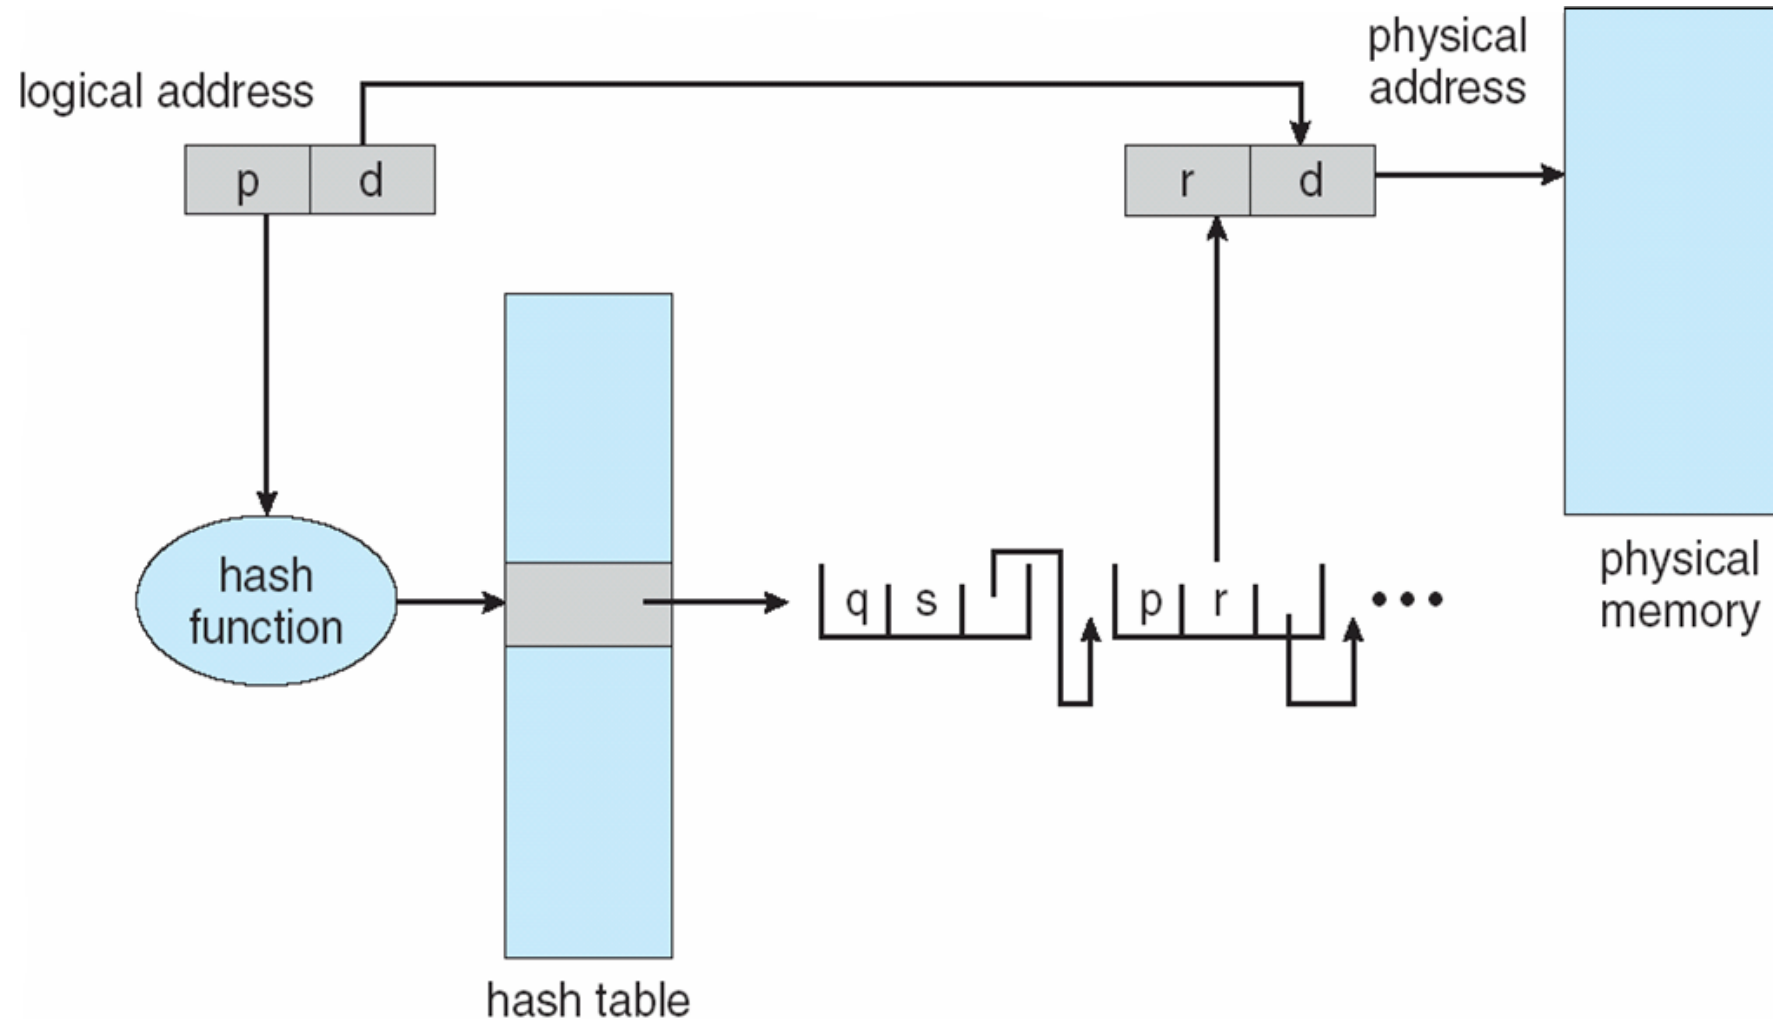 logical address
physical
address
p d
r d
hash
function
q s
p r •••
physical
memory
hash table